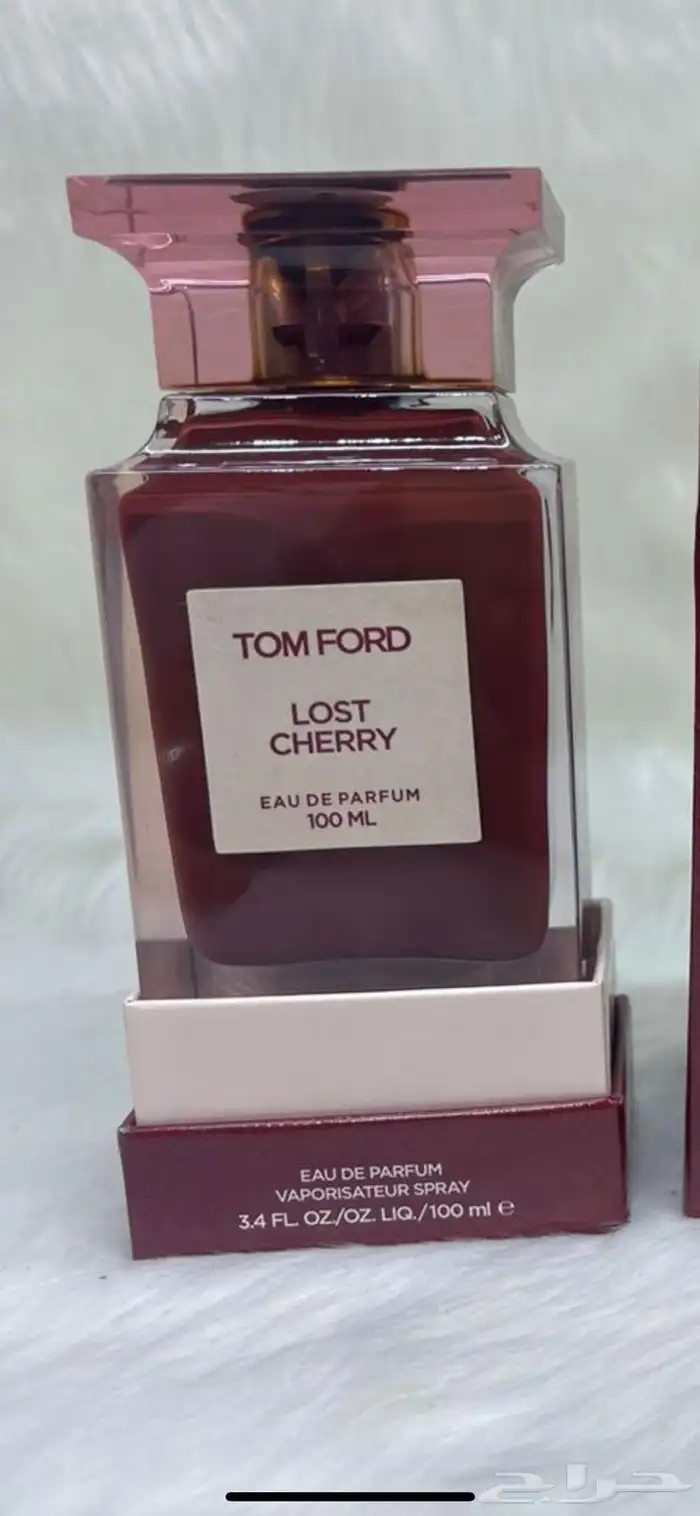 TOM FORD
LOST
CHERRY
EAU DE PARFUM
100 ML
EAU DE PARFUM
VAPORISATEUR SPRAY
3.4 FL. OZ./OZ. LIQ./100 ml ℮
حراج